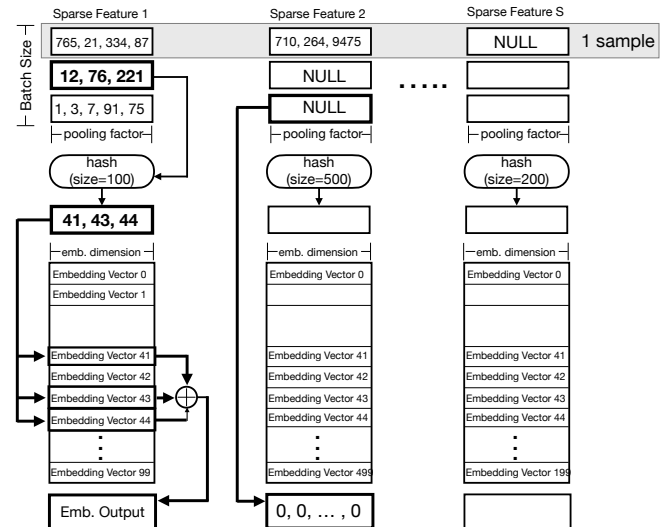 Sparse Feature 1
Sparse Feature 2
Sparse Feature S
Batch Size
765, 21, 334, 87
710, 264, 9475
NULL
1 sample
12, 76, 221
NULL
.....
1, 3, 7, 91, 75
NULL
pooling factor
pooling factor
pooling factor
hash
(size=100)
hash
(size=500)
hash
(size=200)
41, 43, 44
emb. dimension
emb. dimension
emb. dimension
Embedding Vector 0
Embedding Vector 1
Embedding Vector 41
Embedding Vector 42
Embedding Vector 43
Embedding Vector 44
Embedding Vector 99
Emb. Output
Embedding Vector 0
Embedding Vector 41
Embedding Vector 42
Embedding Vector 43
Embedding Vector 44
Embedding Vector 499
0, 0, ... , 0
Embedding Vector 0
Embedding Vector 41
Embedding Vector 42
Embedding Vector 43
Embedding Vector 44
Embedding Vector 199